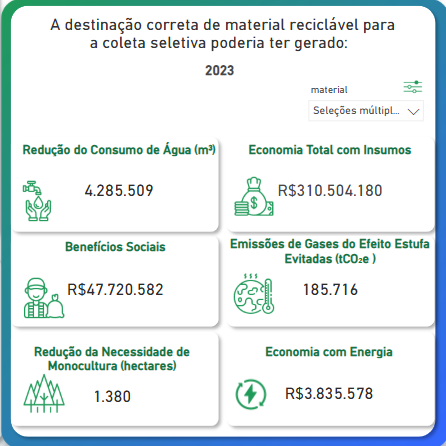 A destinação correta de material reciclável para
a coleta seletiva poderia ter gerado:
2023
material
Seleções múltipl...
Redução do Consumo de Água (m³)
4.285.509
Economia Total com Insumos
R$310.504.180
Benefícios Sociais
R$47.720.582
Emissões de Gases do Efeito Estufa
Evitadas (tCO₂e )
185.716
Redução da Necessidade de
Monocultura (hectares)
1.380
Economia com Energia
R$3.835.578